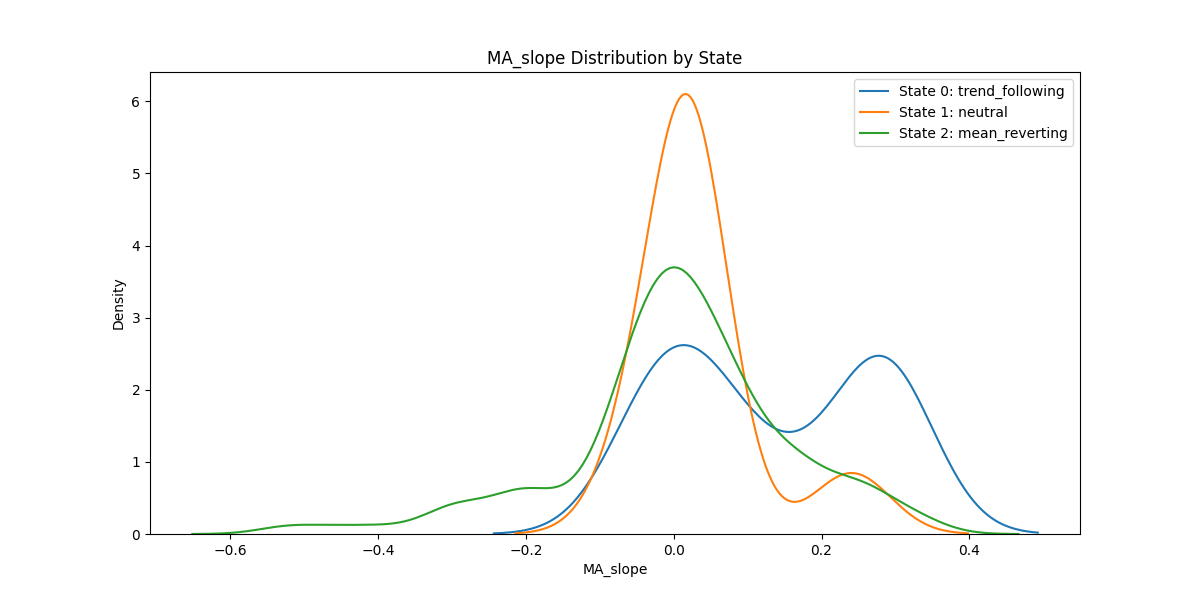 MA_slope Distribution by State
State 0: trend_following
State 1: neutral
State 2: mean_reverting
6
5
4
3
2
1
0
Density
−0.6 −0.4 −0.2 0.0 0.2 0.4
MA_slope